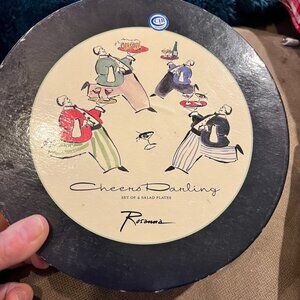 Cheers Darling
SET OF 4 SALAD PLATES
Rosanna